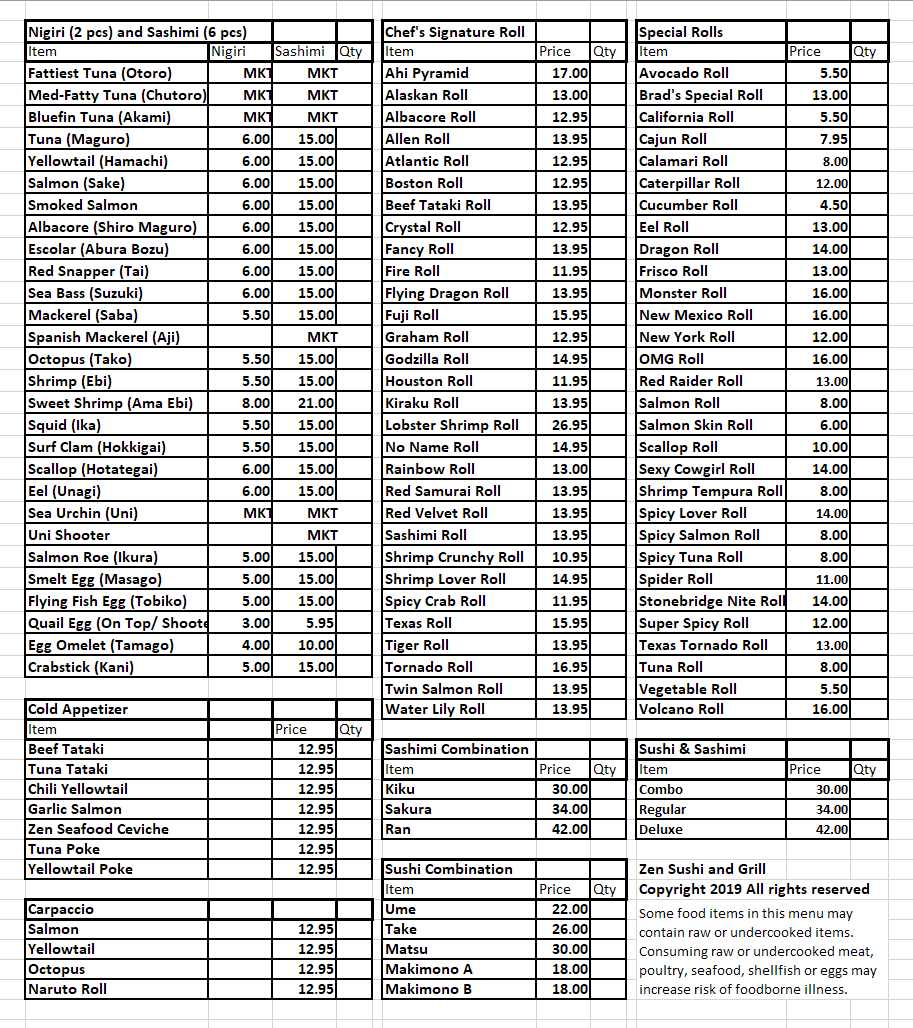 Nigiri (2 pcs) and Sashimi (6 pcs)
Item Nigiri Sashimi Qty
Fattiest Tuna (Otoro) MKT MKT
Med-Fatty Tuna (Chutoro) MKT MKT
Bluefin Tuna (Akami) MKT MKT
Tuna (Maguro) 6.00 15.00
Yellowtail (Hamachi) 6.00 15.00
Salmon (Sake) 6.00 15.00
Smoked Salmon 6.00 15.00
Albacore (Shiro Maguro) 6.00 15.00
Escolar (Abura Bozu) 6.00 15.00
Red Snapper (Tai) 6.00 15.00
Sea Bass (Suzuki) 6.00 15.00
Mackerel (Saba) 5.50 15.00
Spanish Mackerel (Aji) MKT
Octopus (Tako) 5.50 15.00
Shrimp (Ebi) 5.50 15.00
Sweet Shrimp (Ama Ebi) 8.00 21.00
Squid (Ika) 5.50 15.00
Surf Clam (Hokkigai) 5.50 15.00
Scallop (Hotategai) 6.00 15.00
Eel (Unagi) 6.00 15.00
Sea Urchin (Uni) MKT MKT
Uni Shooter MKT
Salmon Roe (Ikura) 5.00 15.00
Smelt Egg (Masago) 5.00 15.00
Flying Fish Egg (Tobiko) 5.00 15.00
Quail Egg (On Top/ Shoote 3.00 5.95
Egg Omelet (Tamago) 4.00 10.00
Crabstick (Kani) 5.00 15.00
Cold Appetizer
Item Price Qty
Beef Tataki 12.95
Tuna Tataki 12.95
Chili Yellowtail 12.95
Garlic Salmon 12.95
Zen Seafood Ceviche 12.95
Tuna Poke 12.95
Yellowtail Poke 12.95
Carpaccio
Salmon 12.95
Yellowtail 12.95
Octopus 12.95
Naruto Roll 12.95
Chef's Signature Roll
Item Price Qty
Ahi Pyramid 17.00
Alaskan Roll 13.00
Albacore Roll 12.95
Allen Roll 13.95
Atlantic Roll 12.95
Boston Roll 12.95
Beef Tataki Roll 13.95
Crystal Roll 12.95
Fancy Roll 13.95
Fire Roll 11.95
Flying Dragon Roll 13.95
Fuji Roll 15.95
Graham Roll 12.95
Godzilla Roll 14.95
Houston Roll 11.95
Kiraku Roll 13.95
Lobster Shrimp Roll 26.95
No Name Roll 14.95
Rainbow Roll 13.00
Red Samurai Roll 13.95
Red Velvet Roll 13.95
Sashimi Roll 13.95
Shrimp Crunchy Roll 10.95
Shrimp Lover Roll 14.95
Spicy Crab Roll 11.95
Texas Roll 15.95
Tiger Roll 13.95
Tornado Roll 16.95
Twin Salmon Roll 13.95
Water Lily Roll 13.95
Sashimi Combination
Item Price Qty
Kiku 30.00
Sakura 34.00
Ran 42.00
Sushi Combination
Item Price Qty
Ume 22.00
Take 26.00
Matsu 30.00
Makimono A 18.00
Makimono B 18.00
Special Rolls
Item Price Qty
Avocado Roll 5.50
Brad's Special Roll 13.00
California Roll 5.50
Cajun Roll 7.95
Calamari Roll 8.00
Caterpillar Roll 12.00
Cucumber Roll 4.50
Eel Roll 13.00
Dragon Roll 14.00
Frisco Roll 13.00
Monster Roll 16.00
New Mexico Roll 16.00
New York Roll 12.00
OMG Roll 16.00
Red Raider Roll 13.00
Salmon Roll 8.00
Salmon Skin Roll 6.00
Scallop Roll 10.00
Sexy Cowgirl Roll 14.00
Shrimp Tempura Roll 8.00
Spicy Lover Roll 14.00
Spicy Salmon Roll 8.00
Spicy Tuna Roll 8.00
Spider Roll 11.00
Stonebridge Nite Roll 14.00
Super Spicy Roll 12.00
Texas Tornado Roll 13.00
Tuna Roll 8.00
Vegetable Roll 5.50
Volcano Roll 16.00
Sushi & Sashimi
Item Price Qty
Combo 30.00
Regular 34.00
Deluxe 42.00
Zen Sushi and Grill
Copyright 2019 All rights reserved
Some food items in this menu may
contain raw or undercooked items.
Consuming raw or undercooked meat,
poultry, seafood, shellfish or eggs may
increase risk of foodborne illness.